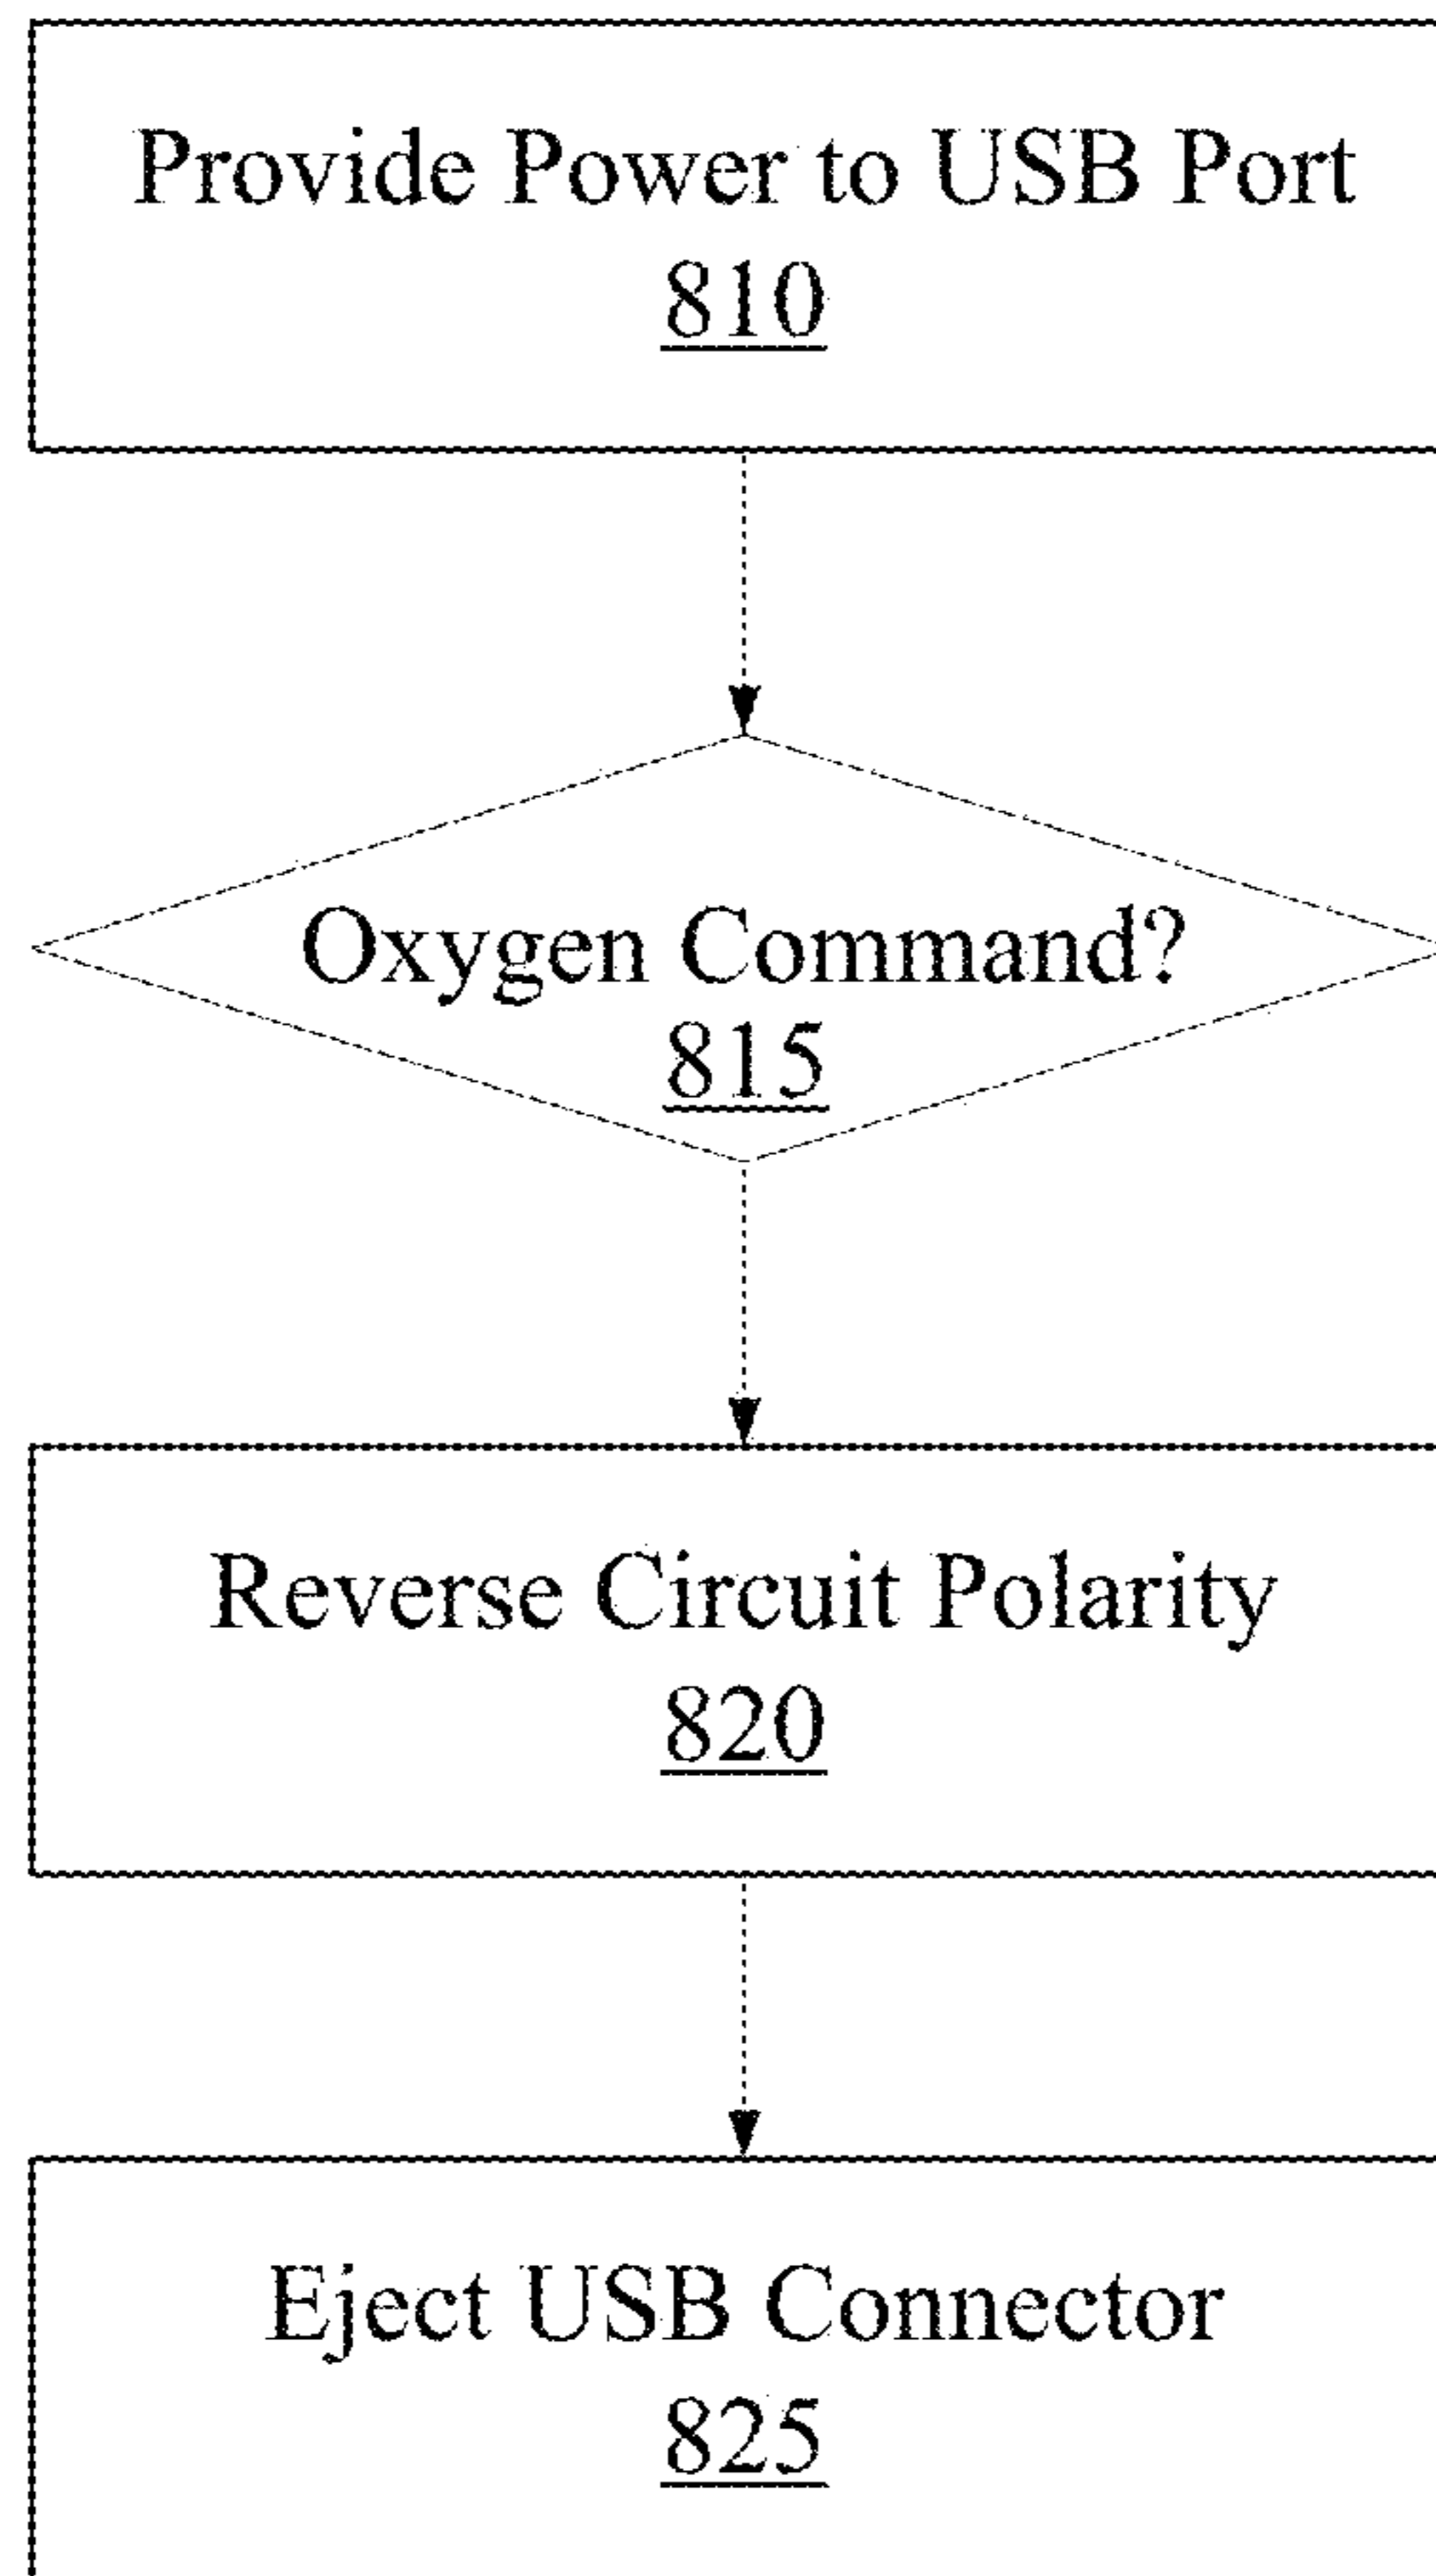 Provide Power to USB Port
810
Oxygen Command?
815
Reverse Circuit Polarity
820
Eject USB Connector
825